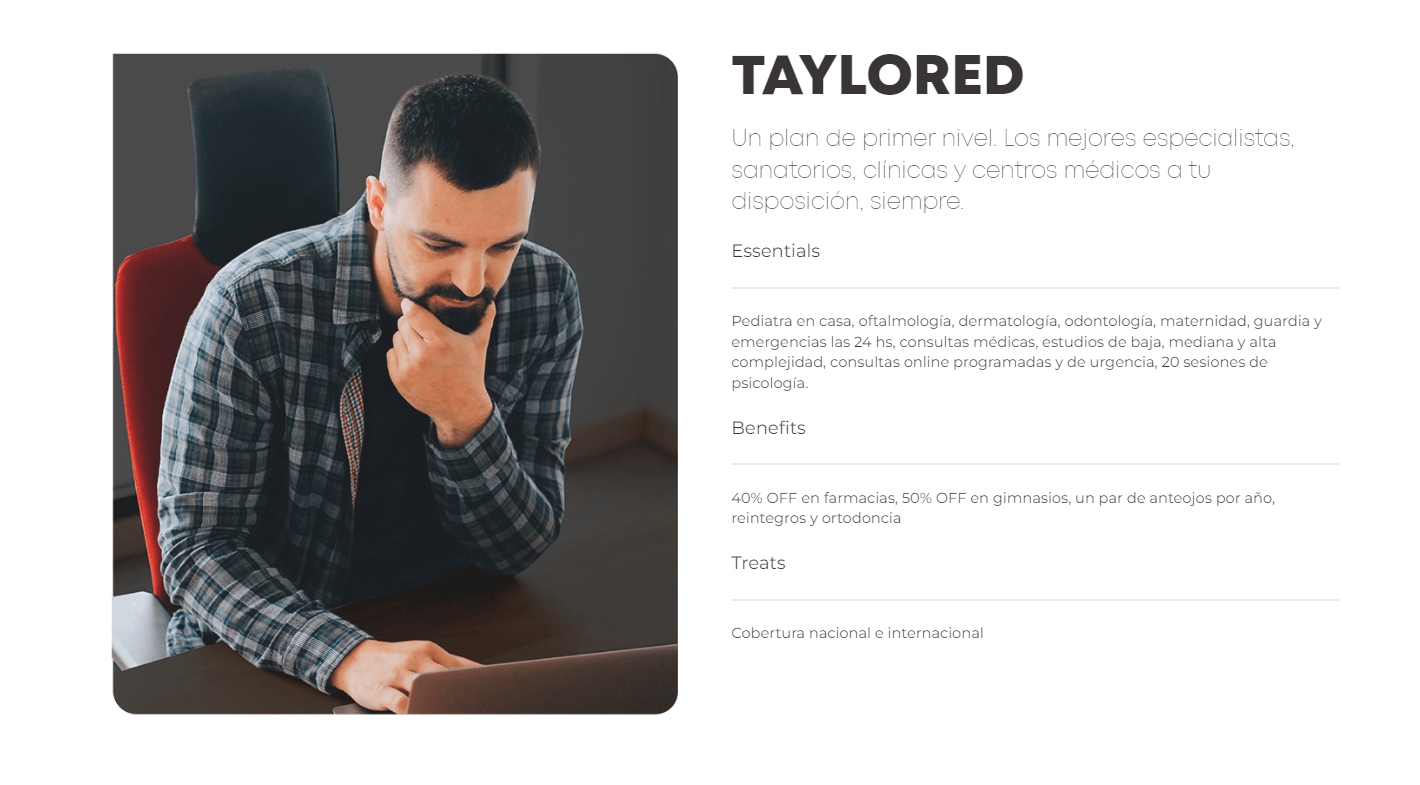 TAYLORED
Un plan de primer nivel. Los mejores especialistas,
sanatorios, clínicas y centros médicos a tu
disposición, siempre.
Essentials
Pediatra en casa, oftalmología, dermatología, odontología, maternidad, guardia y
emergencias las 24 hs, consultas médicas, estudios de baja, mediana y alta
complejidad, consultas online programadas y de urgencia, 20 sesiones de
psicología.
Benefits
40% OFF en farmacias, 50% OFF en gimnasios, un par de anteojos por año,
reintegros y ortodoncia
Treats
Cobertura nacional e internacional